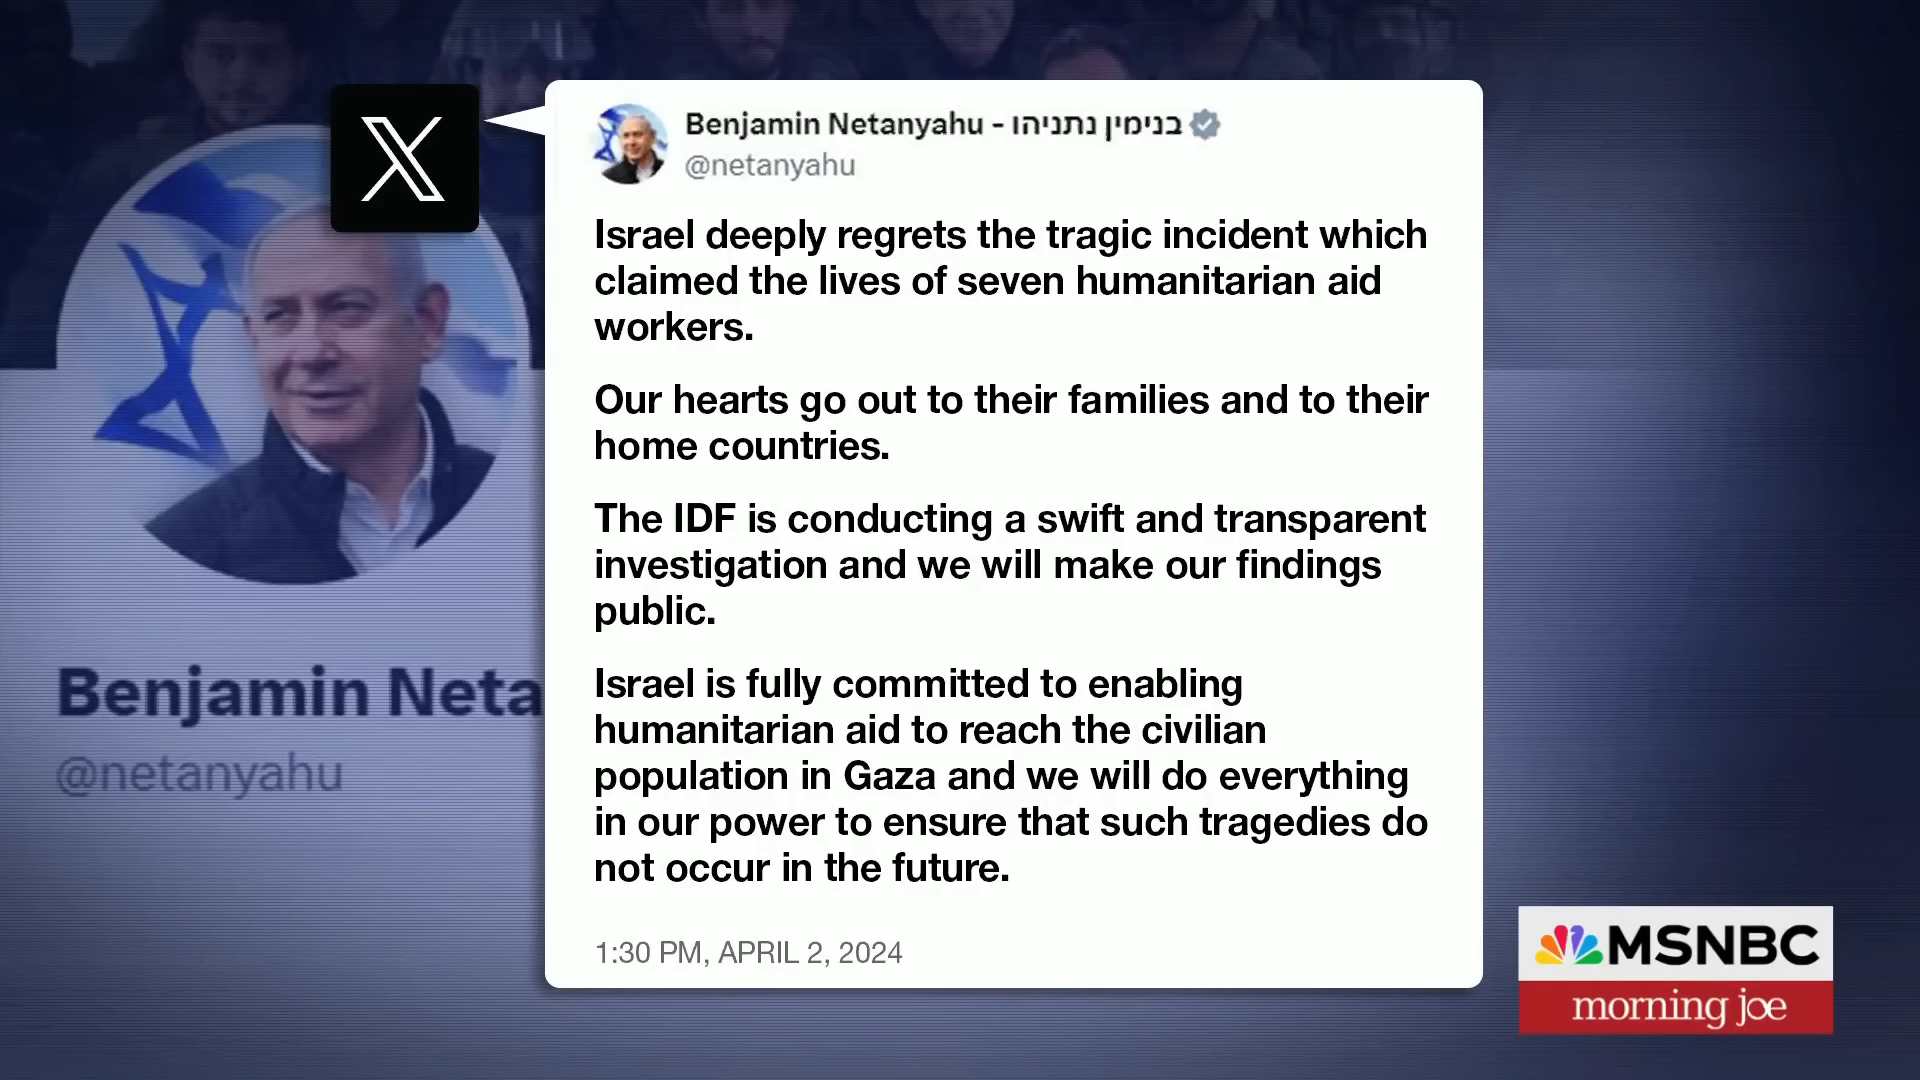 Benjamin Netanyahu - בנימין נתניהו
@netanyahu
Israel deeply regrets the tragic incident which
claimed the lives of seven humanitarian aid
workers.
Our hearts go out to their families and to their
home countries.
The IDF is conducting a swift and transparent
investigation and we will make our findings
public.
Israel is fully committed to enabling
humanitarian aid to reach the civilian
population in Gaza and we will do everything
in our power to ensure that such tragedies do
not occur in the future.
1:30 PM, APRIL 2, 2024
Benjamin Neta
@netanyahu
MSNBC
morning joe